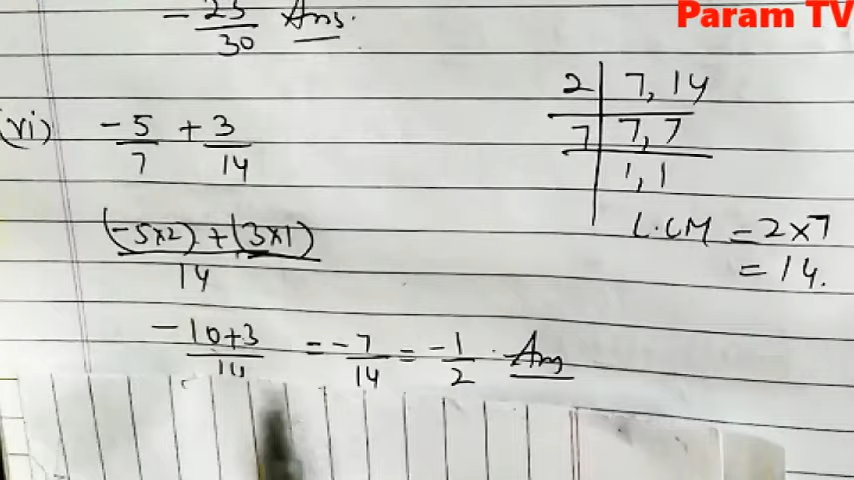 Param TV
- 25/30 Ans.
(vi) -5/7 + 3/14
(-5×2) + (3×1)/14
-10+3/14 = -7/14 = -1/2 . Ans
2 | 7, 14
7 | 7, 7
1, 1
L.CM = 2×7
= 14.